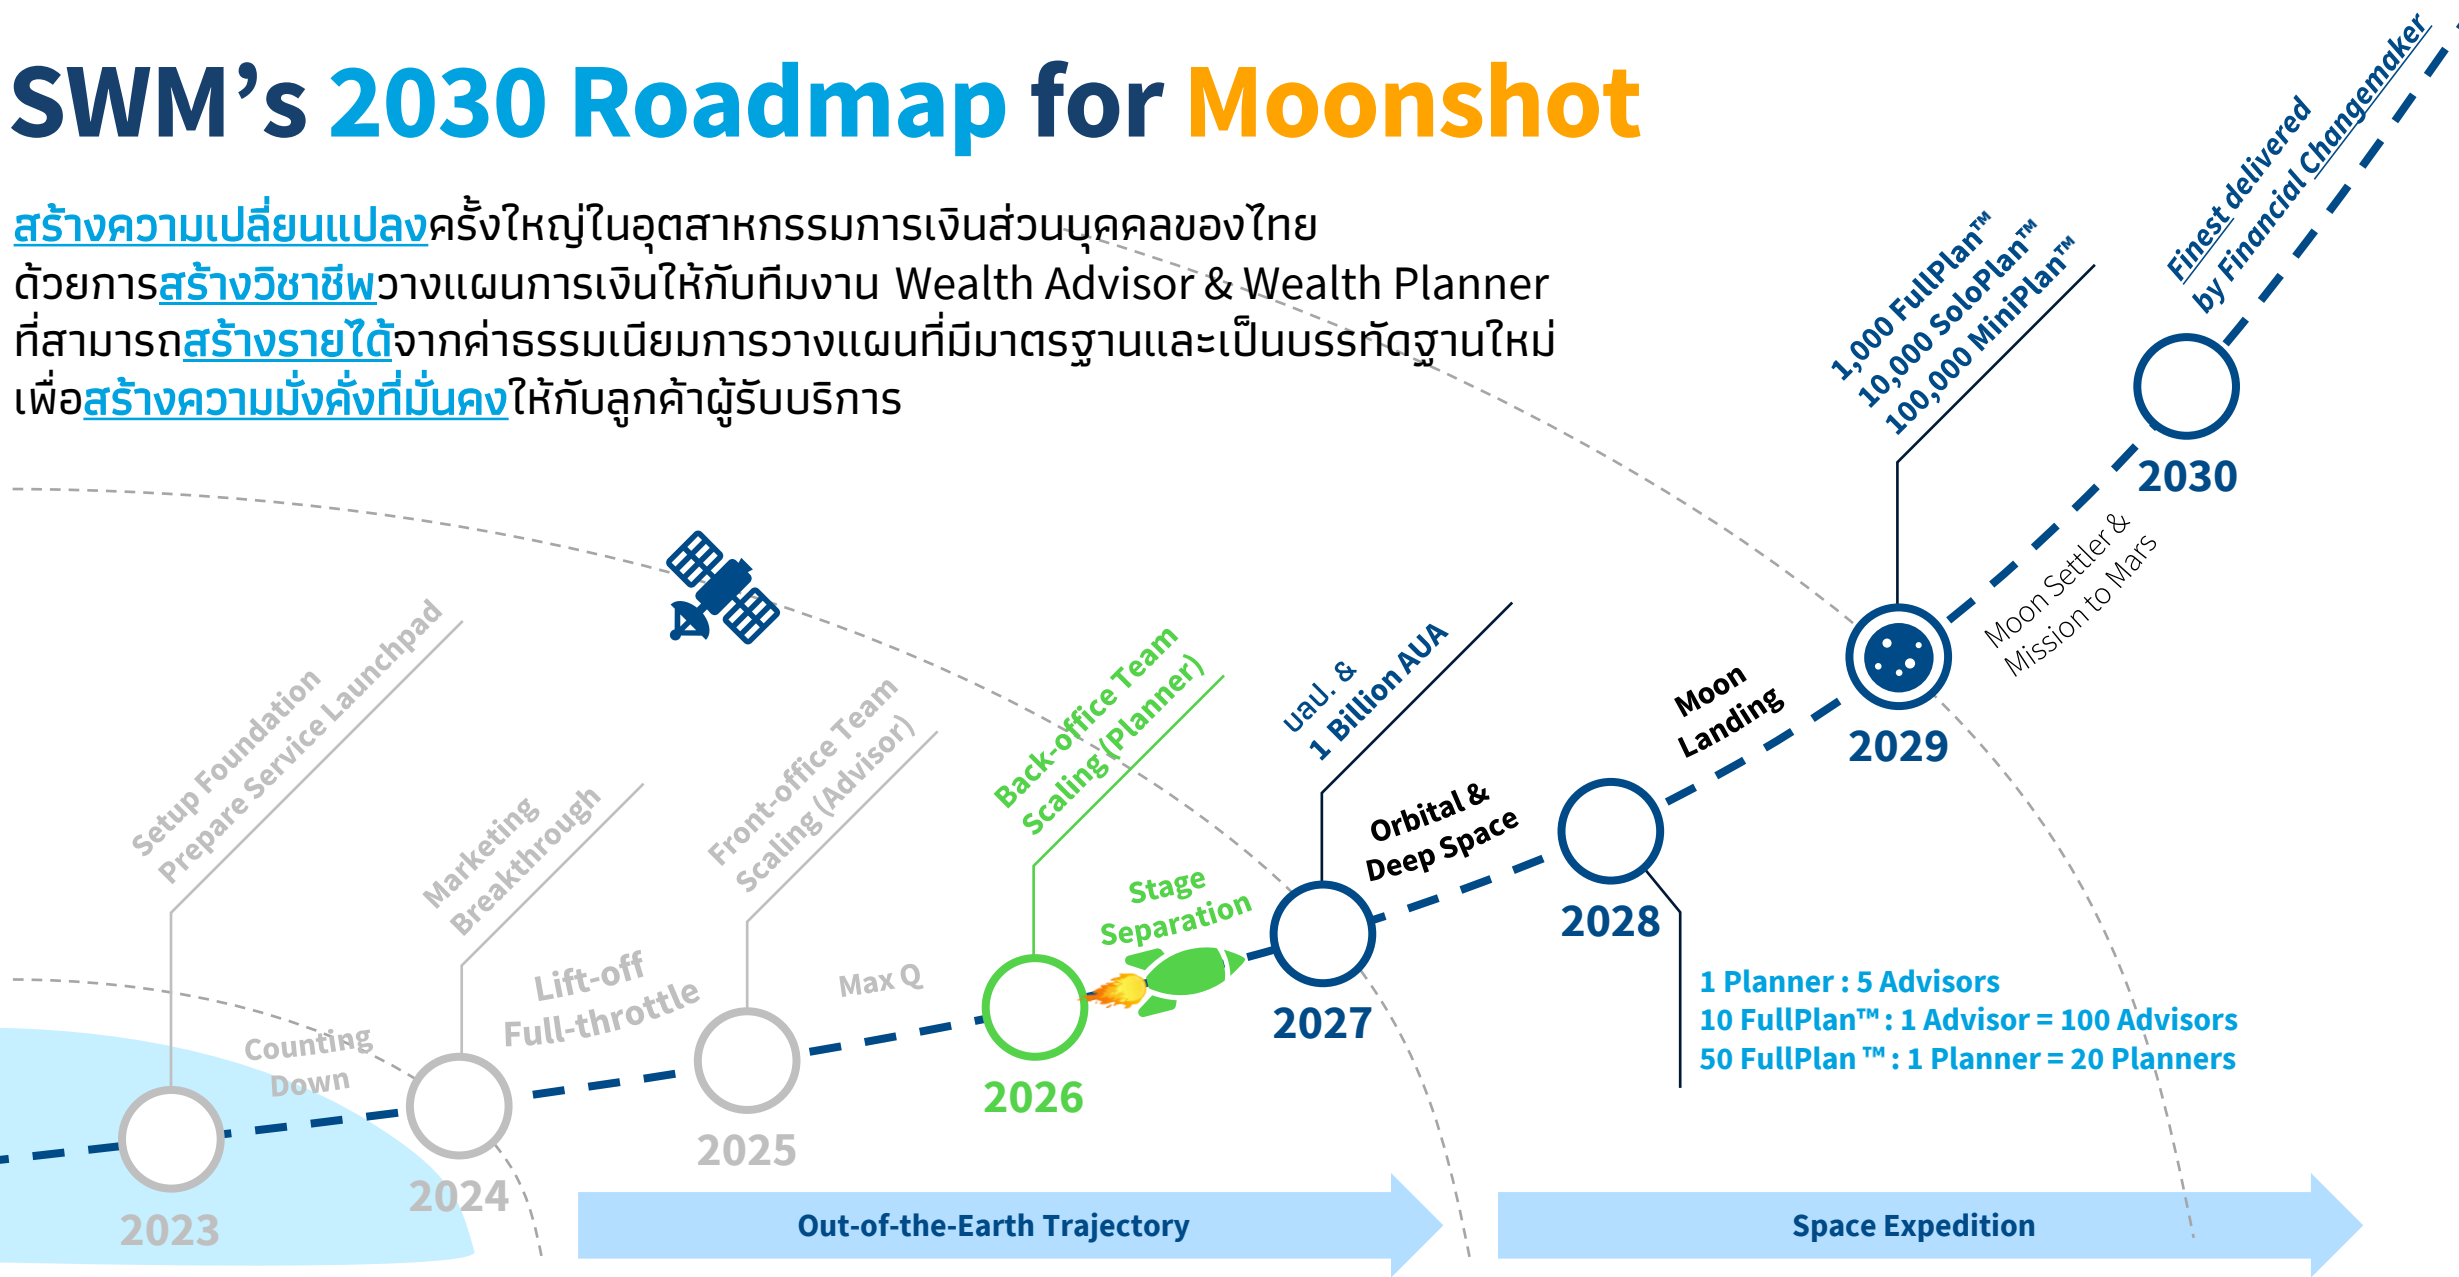 SWM's 2030 Roadmap for Moonshot
สร้างความเปลี่ยนแปลงครั้งใหญ่ในอุตสาหกรรมการเงินส่วนบุคคลของไทย
ด้วยการสร้างวิชาชีพวางแผนการเงินให้กับทีมงาน Wealth Advisor & Wealth Planner
ที่สามารถสร้างรายได้จากค่าธรรมเนียมการวางแผนที่มีมาตรฐานและเป็นบรรทัดฐานใหม่
เพื่อสร้างความมั่งคั่งที่มั่นคงให้กับลูกค้าผู้รับบริการ
Setup Foundation
Prepare Service Launchpad
2023
Counting
Down
Marketing
Breakthrough
2024
Lift-off
Full-throttle
Front-office Team
Scaling (Advisor)
2025
Max Q
Back-office Team
Scaling (Planner)
2026
Stage
Separation
บลป. &
1 Billion AUA
2027
Orbital &
Deep Space
2028
1 Planner : 5 Advisors
10 FullPlan™ : 1 Advisor = 100 Advisors
50 FullPlan ™ : 1 Planner = 20 Planners
Moon
Landing
1,000 FullPlan™
10,000 SoloPlan™
100,000 MiniPlan™
2029
Moon Settler &
Mission to Mars
Finest delivered
by Financial Changemaker
2030
Out-of-the-Earth Trajectory
Space Expedition